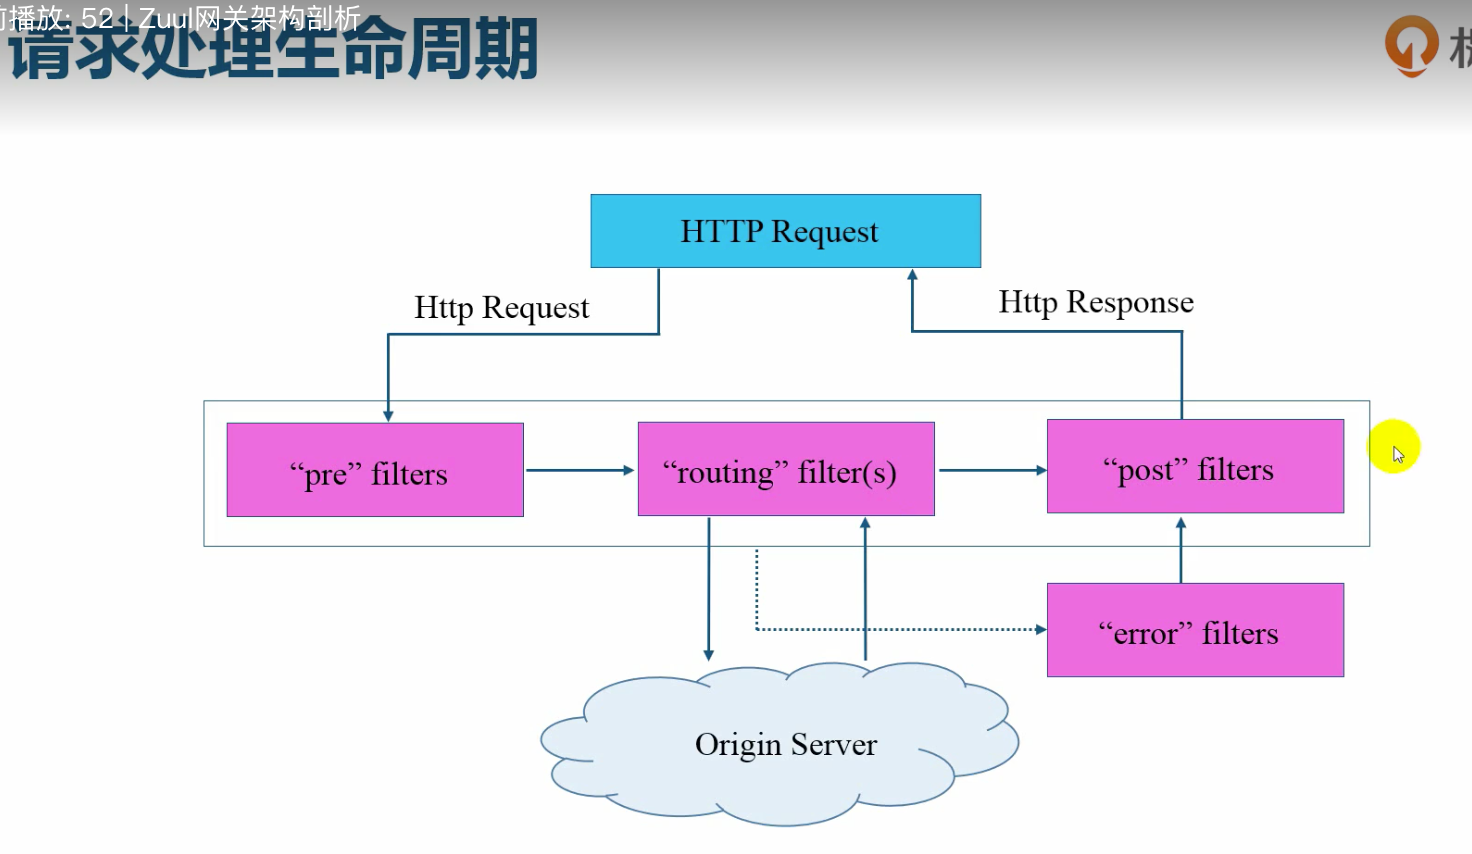 播放: 52 | Zuul网关架构剖析
请求处理生命周期
HTTP Request
Http Request
Http Response
“pre” filters
“routing” filter(s)
“post” filters
“error” filters
Origin Server